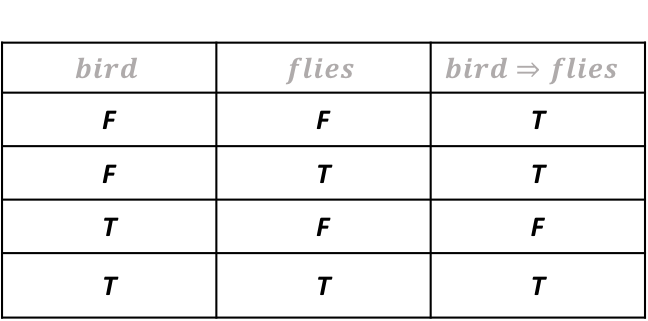 bird flies bird ⇒ flies
F F T
F T T
T F F
T T T